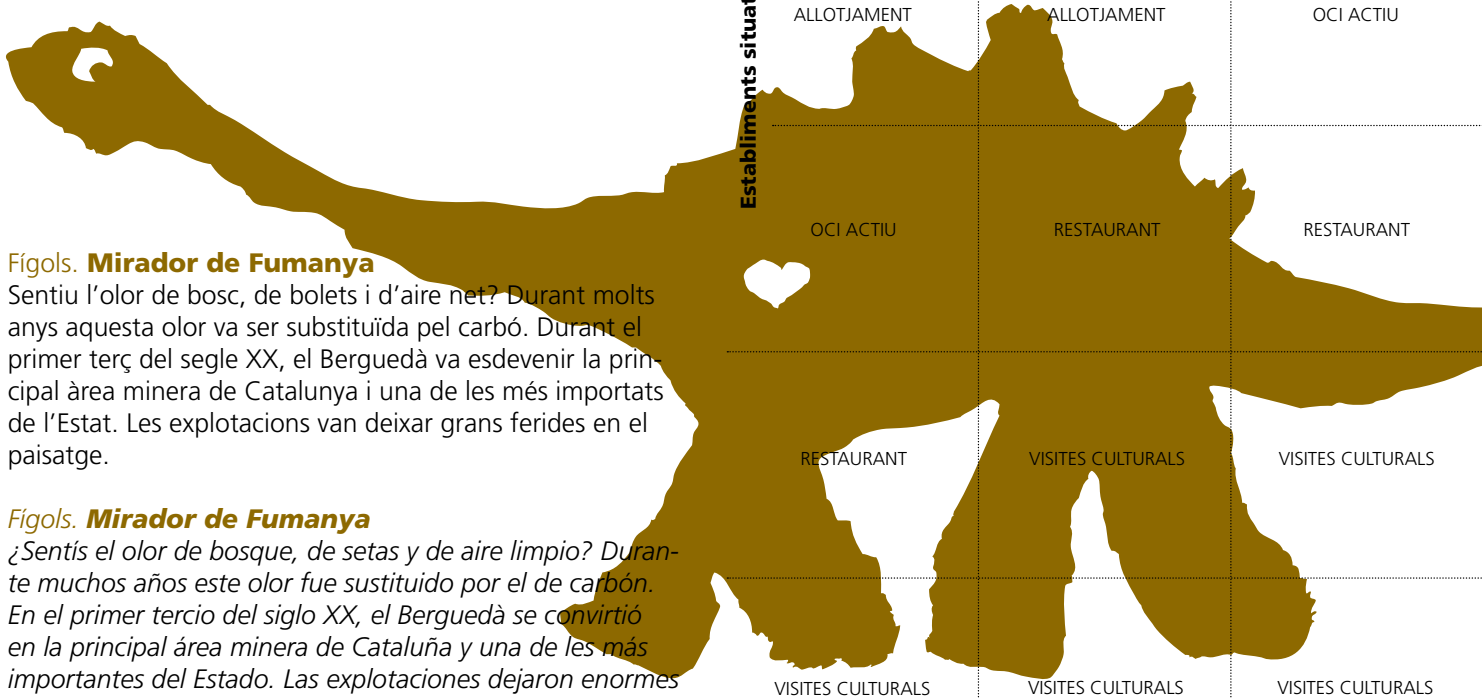 Fígols. Mirador de Fumanya
Sentiu l’olor de bosc, de bolets i d’aire net? Durant molts
anys aquesta olor va ser substituïda pel carbó. Durant el
primer terç del segle XX, el Berguedà va esdevenir la prin-
cipal àrea minera de Catalunya i una de les més importats
de l’Estat. Les explotacions van deixar grans ferides en el
paisatge.
Fígols. Mirador de Fumanya
¿Sentís el olor de bosque, de setas y de aire limpio? Duran-
te muchos años este olor fue sustituido por el de carbón.
En el primer tercio del siglo XX, el Berguedà se convirtió
en la principal área minera de Cataluña y una de les más
importantes del Estado. Las explotaciones dejaron enormes
Establiments
ALLOTJAMENT
ALLOTJAMENT
OCI ACTIU
OCI ACTIU
RESTAURANT
RESTAURANT
RESTAURANT
VISITES CULTURALS
VISITES CULTURALS
VISITES CULTURALS
VISITES CULTURALS
VISITES CULTURALS